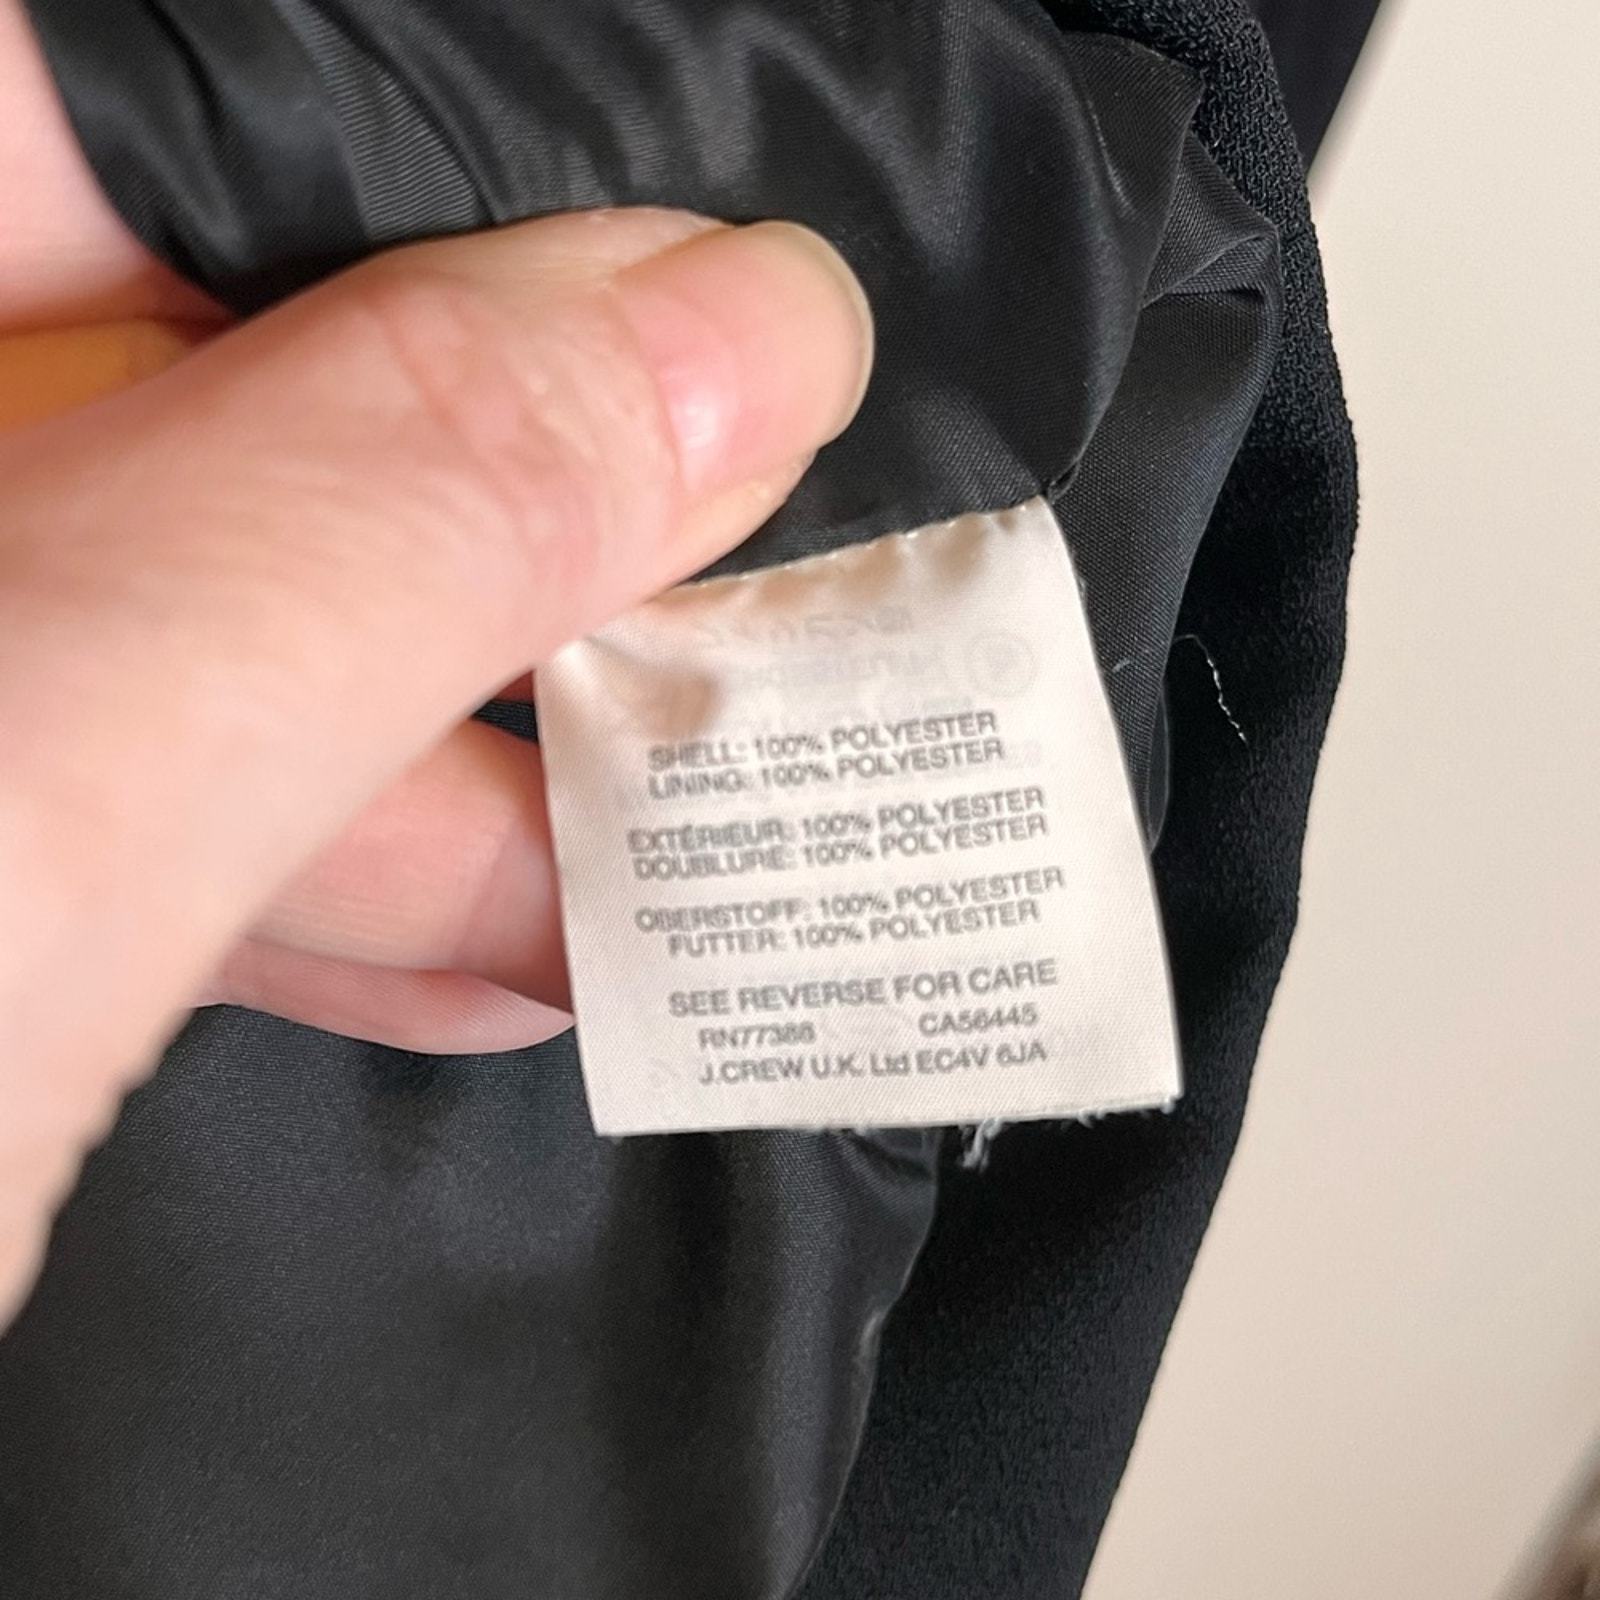 SHELL: 100% POLYESTER
LINING: 100% POLYESTER
EXTÉRIEUR: 100% POLYESTER
DOUBLURE: 100% POLYESTER
OBERSTOFF: 100% POLYESTER
FUTTER: 100% POLYESTER
SEE REVERSE FOR CARE
RN77388 CA56445
J.CREW U.K. Ltd EC4V 6JA